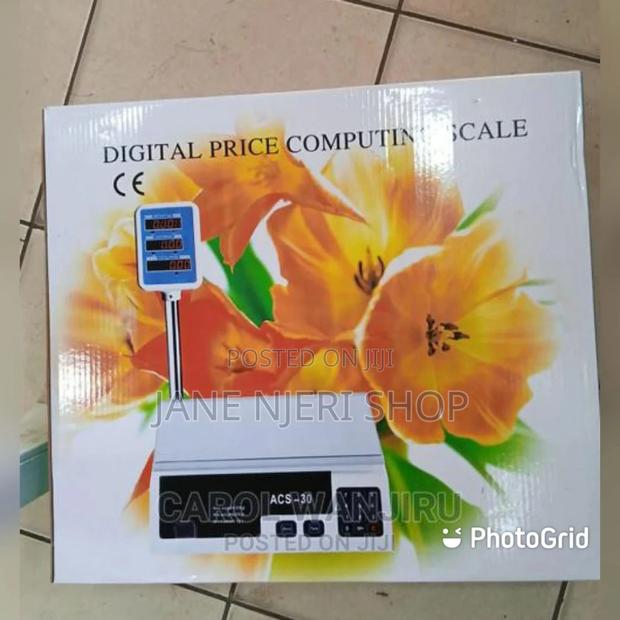 DIGITAL PRICE COMPUTING SCALE
CE
POSTED ON JIJI
JANE NJERI SHOP
ACS-30
CAROL WANJIRU
POSTED ON JIJI
PhotoGrid